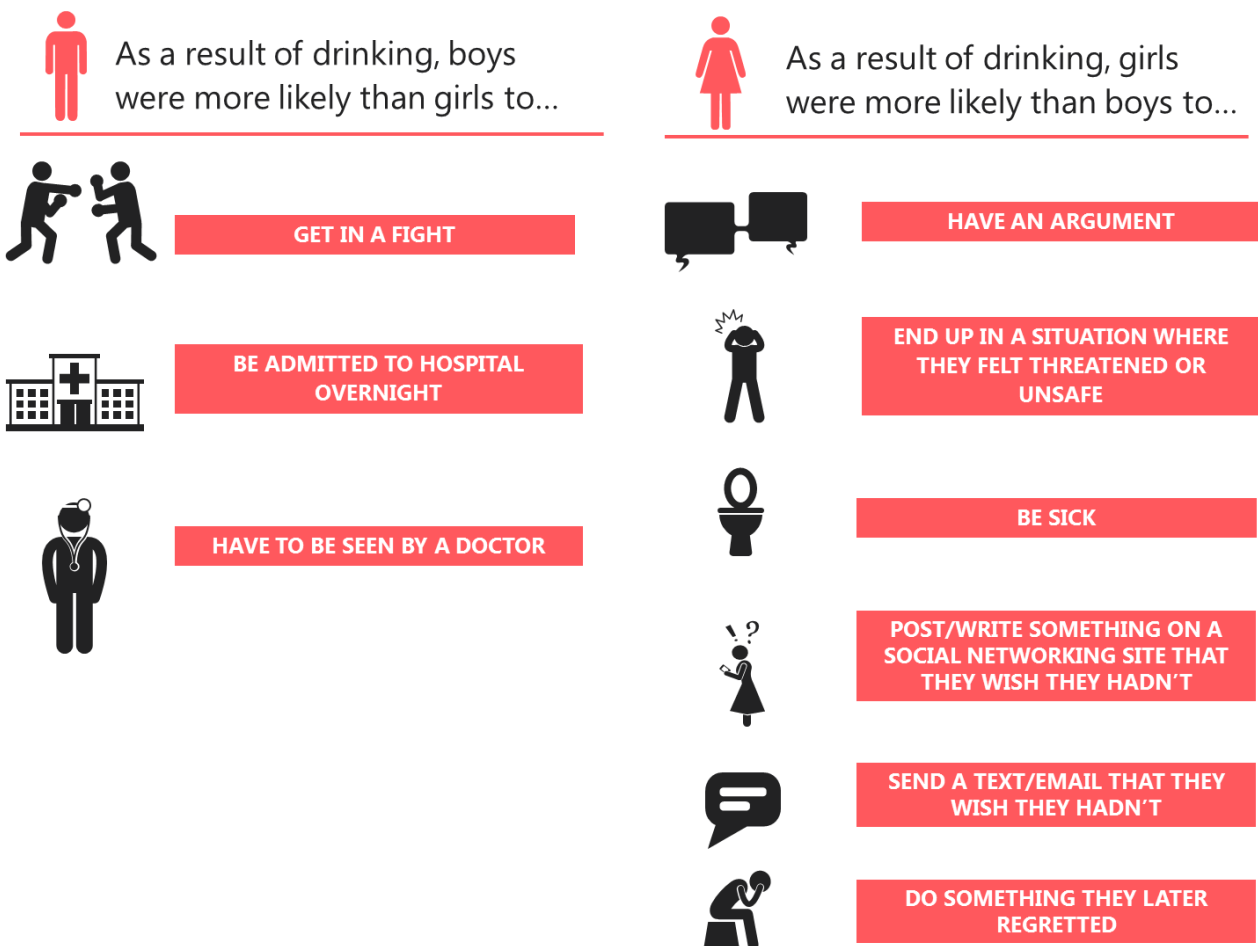 As a result of drinking, boys
were more likely than girls to...
GET IN A FIGHT
BE ADMITTED TO HOSPITAL
OVERNIGHT
HAVE TO BE SEEN BY A DOCTOR
As a result of drinking, girls
were more likely than boys to...
HAVE AN ARGUMENT
END UP IN A SITUATION WHERE
THEY FELT THREATENED OR
UNSAFE
BE SICK
! ?
POST/WRITE SOMETHING ON A
SOCIAL NETWORKING SITE THAT
THEY WISH THEY HADN'T
SEND A TEXT/EMAIL THAT THEY
WISH THEY HADN'T
DO SOMETHING THEY LATER
REGRETTED